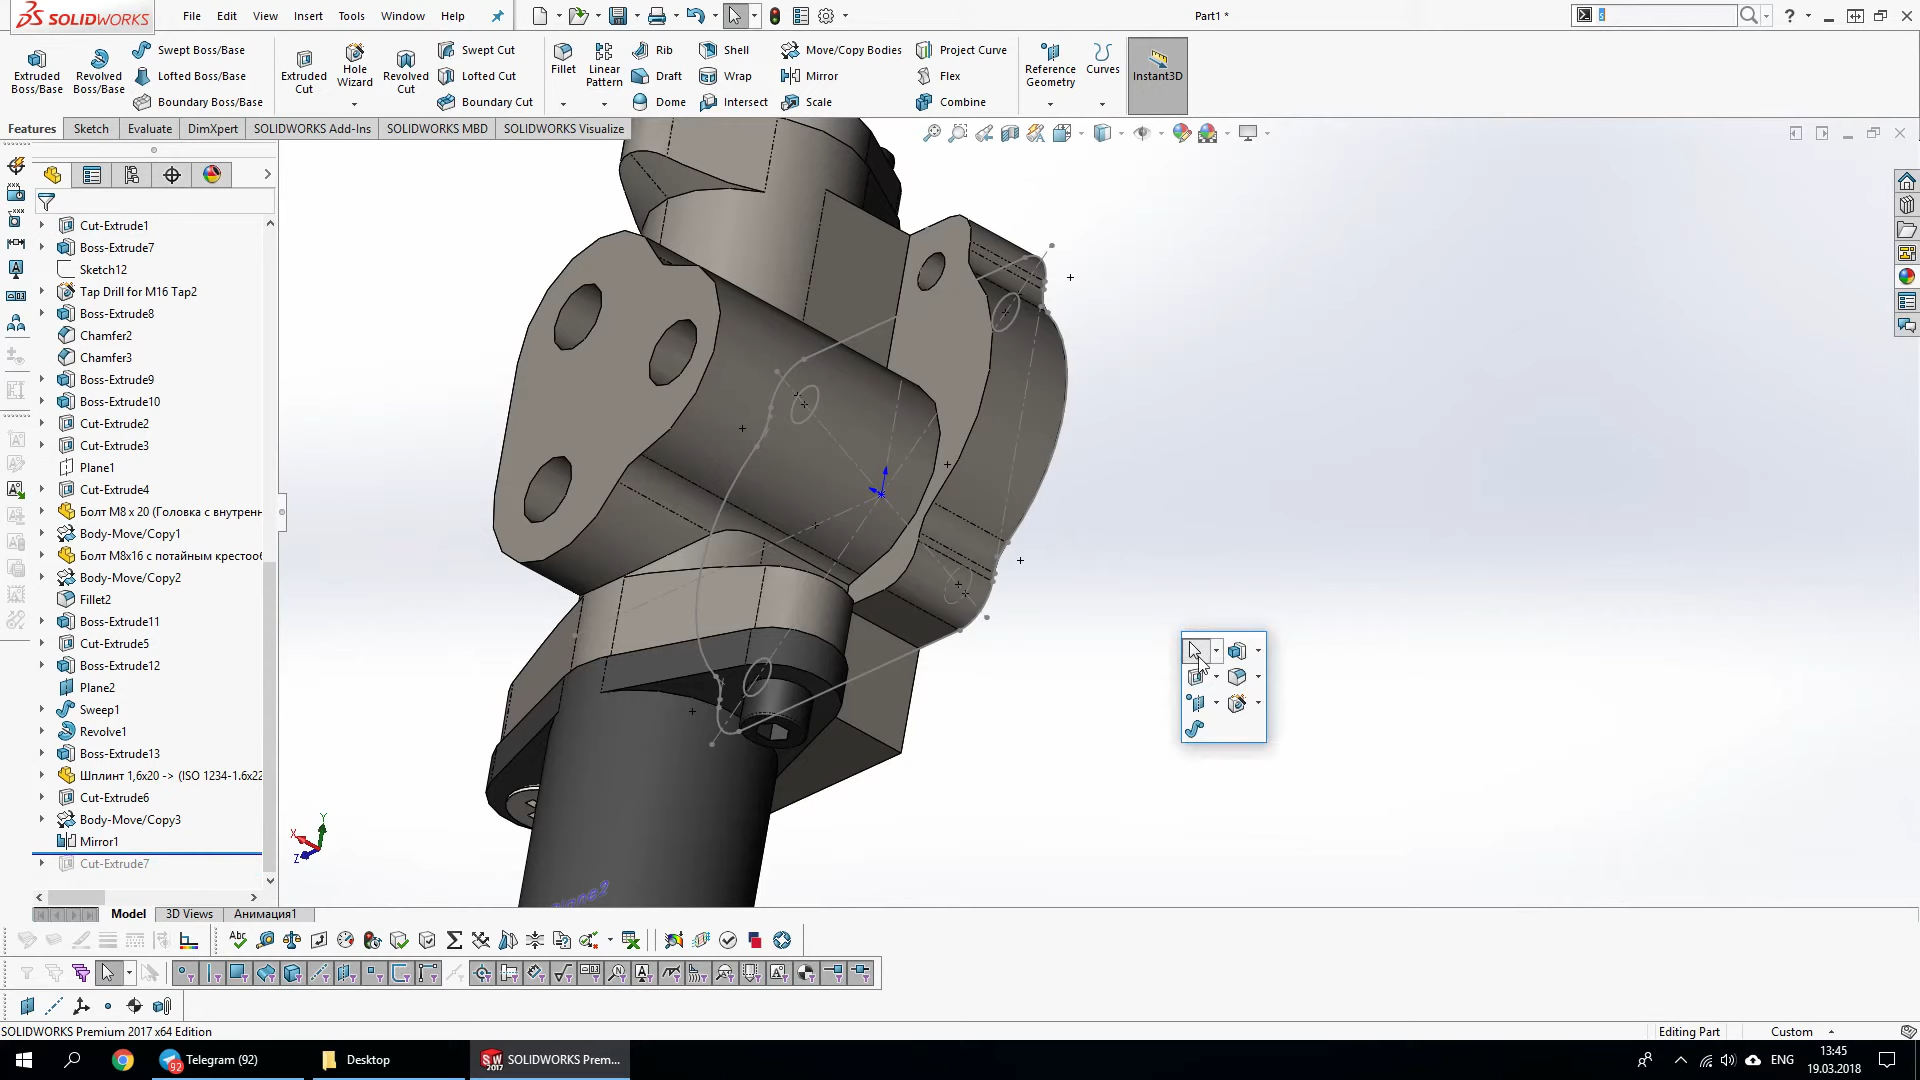 SOLIDWORKS
File Edit View Insert Tools Window Help
Part1 *
Extruded Boss/Base
Revolved Boss/Base
Swept Boss/Base
Lofted Boss/Base
Boundary Boss/Base
Extruded Cut
Hole Wizard
Revolved Cut
Swept Cut
Lofted Cut
Boundary Cut
Fillet
Linear Pattern
Rib
Draft
Dome
Shell
Wrap
Intersect
Move/Copy Bodies
Mirror
Scale
Project Curve
Flex
Combine
Reference Geometry
Curves
Instant3D
Features Sketch Evaluate DimXpert SOLIDWORKS Add-Ins SOLIDWORKS MBD SOLIDWORKS Visualize
Cut-Extrude1
Boss-Extrude7
Sketch12
Tap Drill for M16 Tap2
Boss-Extrude8
Chamfer2
Chamfer3
Boss-Extrude9
Boss-Extrude10
Cut-Extrude2
Cut-Extrude3
Plane1
Cut-Extrude4
Болт М8 x 20 (Головка с внутренн
Body-Move/Copy1
Болт М8х16 с потайным крестооб
Body-Move/Copy2
Fillet2
Boss-Extrude11
Cut-Extrude5
Boss-Extrude12
Plane2
Sweep1
Revolve1
Boss-Extrude13
Шплинт 1,6x20 -> (ISO 1234-1.6x22
Cut-Extrude6
Body-Move/Copy3
Mirror1
Cut-Extrude7
Y
X
Z
Plane2
Model 3D Views Анимация1
SOLIDWORKS Premium 2017 x64 Edition
Editing Part
Custom
Telegram (92)
Desktop
SOLIDWORKS Prem...
ENG
13:45
19.03.2018